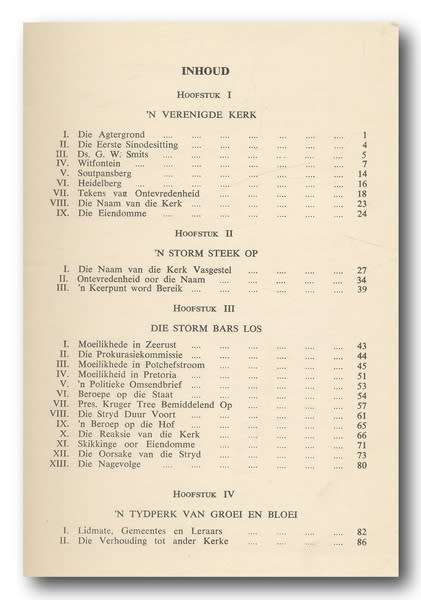 INHOUD
HOOFSTUK I
'N VERENIGDE KERK
I. Die Agtergond .... .... .... .... .... .... 1
II. Die Eerste Sinodesitting .... .... .... .... 4
III. Ds. G. W. Smits .... .... .... .... .... 5
IV. Witfontein .... .... .... .... .... .... 7
V. Soutpansberg .... .... .... .... .... 14
VI. Heidelberg .... .... .... .... .... .... 16
VII. Tekens van Ontevredenheid .... .... .... .... 18
VIII. Die Naam van die Kerk .... .... .... .... 23
IX. Die Eiendomme .... .... .... .... .... 24
HOOFSTUK II
'N STORM STEEK OP
I. Die Naam van die Kerk Vasgestel .... .... .... 27
II. Ontevredenheid oor die Naam .... .... .... 34
III. 'n Keerpunt word Bereik .... .... .... .... 39
HOOFSTUK III
DIE STORM BARS LOS
I. Moeilikhede in Zeerust .... .... .... .... 43
II. Die Prokurasiekommissie .... .... .... .... 44
III. Moeilikhede in Potchefstroom .... .... .... 45
IV. Moeilikheid in Pretoria .... .... .... .... 51
V. 'n Politieke Omsendbrief .... .... .... .... 53
VI. Beroepe op die Staat .... .... .... .... 54
VII. Pres. Kruger Tree Bemiddelend Op .... .... .... 57
VIII. Die Stryd Duur Voort .... .... .... .... 61
IX. 'n Beroep op die Hof .... .... .... .... 65
X. Die Reaksie van die Kerk .... .... .... .... 66
XI. Skikkinge oor Eiendomme .... .... .... .... 71
XII. Die Oorsake van die Stryd .... .... .... .... 73
XIII. Die Nagevolge .... .... .... .... .... 80
HOOFSTUK IV
'N TYDPERK VAN GROEI EN BLOEI
I. Lidmate, Gemeentes en Leraars .... .... .... 82
II. Die Verhouding tot ander Kerke .... .... .... 86